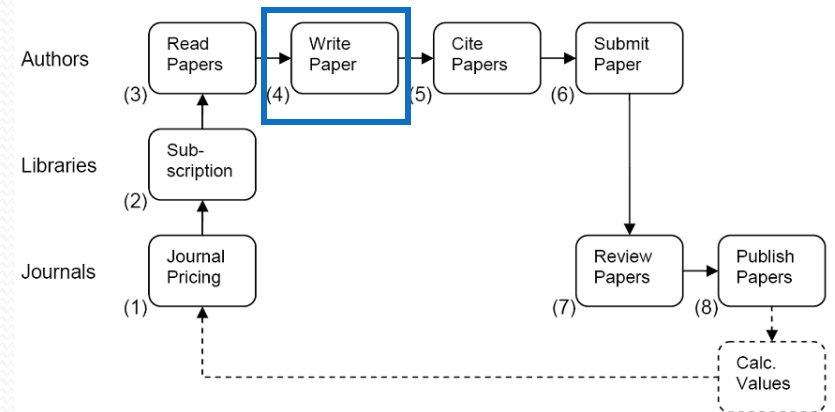 Authors
Read
Papers
(3)
Write
Paper
(4)
Cite
Papers
(5)
Submit
Paper
(6)
Libraries
Sub-
scription
(2)
Journals
Journal
Pricing
(1)
Review
Papers
(7)
Publish
Papers
(8)
Calc.
Values